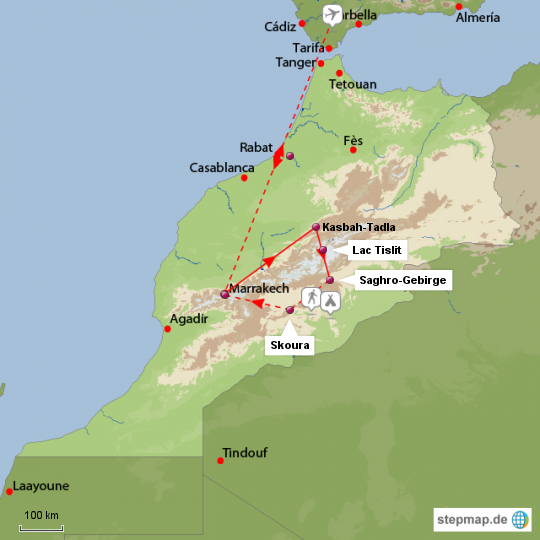 Cádiz
rbella
Almería
Tarifa
Tanger
Tetouan
Rabat
Fès
Casablanca
Kasbah-Tadla
Lac Tislit
Saghro-Gebirge
Marrakech
Agadir
Skoura
Tindouf
Laayoune
100 km
stepmap.de